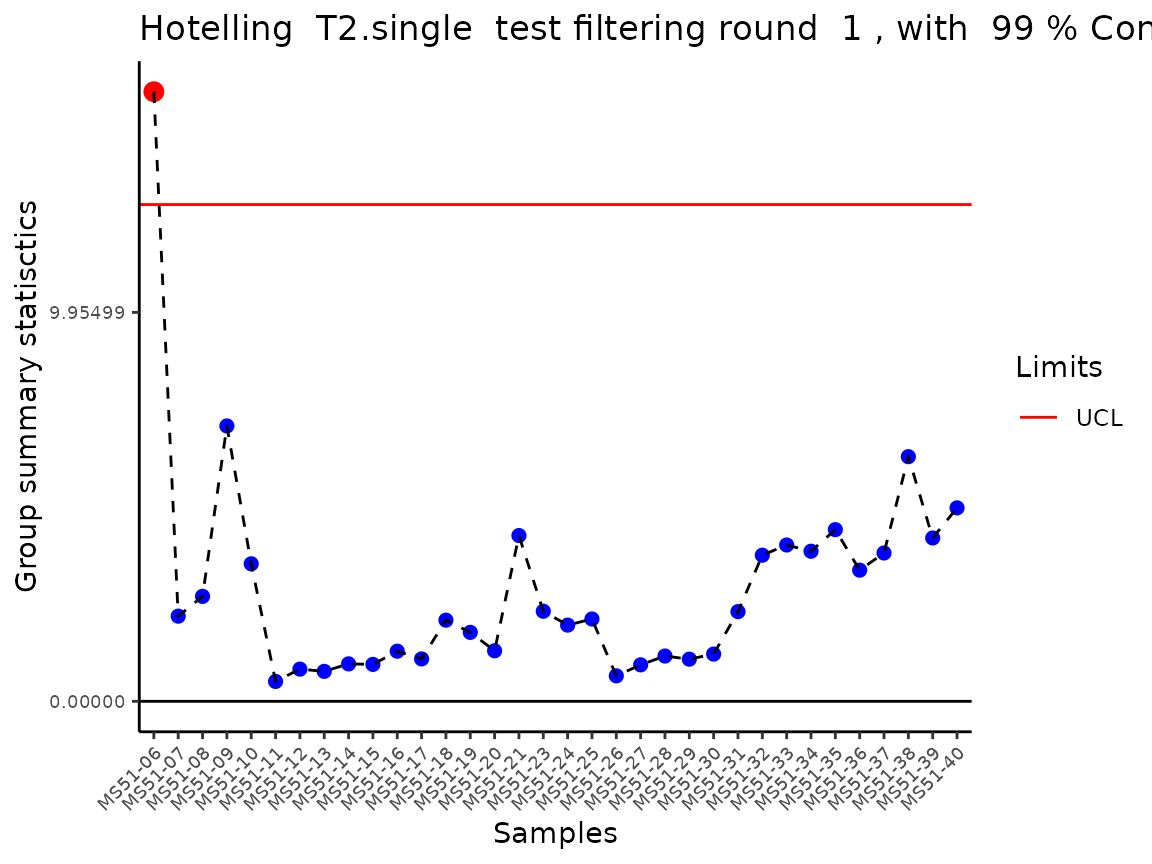 Hotelling  T2.single  test filtering round  1 , with  99 % Con
Group summary statisctics
9.95499
0.00000
Limits
UCL
MS51-06
MS51-07
MS51-08
MS51-09
MS51-10
MS51-11
MS51-12
MS51-13
MS51-14
MS51-15
MS51-16
MS51-17
MS51-18
MS51-19
MS51-20
MS51-21
MS51-23
MS51-24
MS51-25
MS51-26
MS51-27
MS51-28
MS51-29
MS51-30
MS51-31
MS51-32
MS51-33
MS51-34
MS51-35
MS51-36
MS51-37
MS51-38
MS51-39
MS51-40
Samples